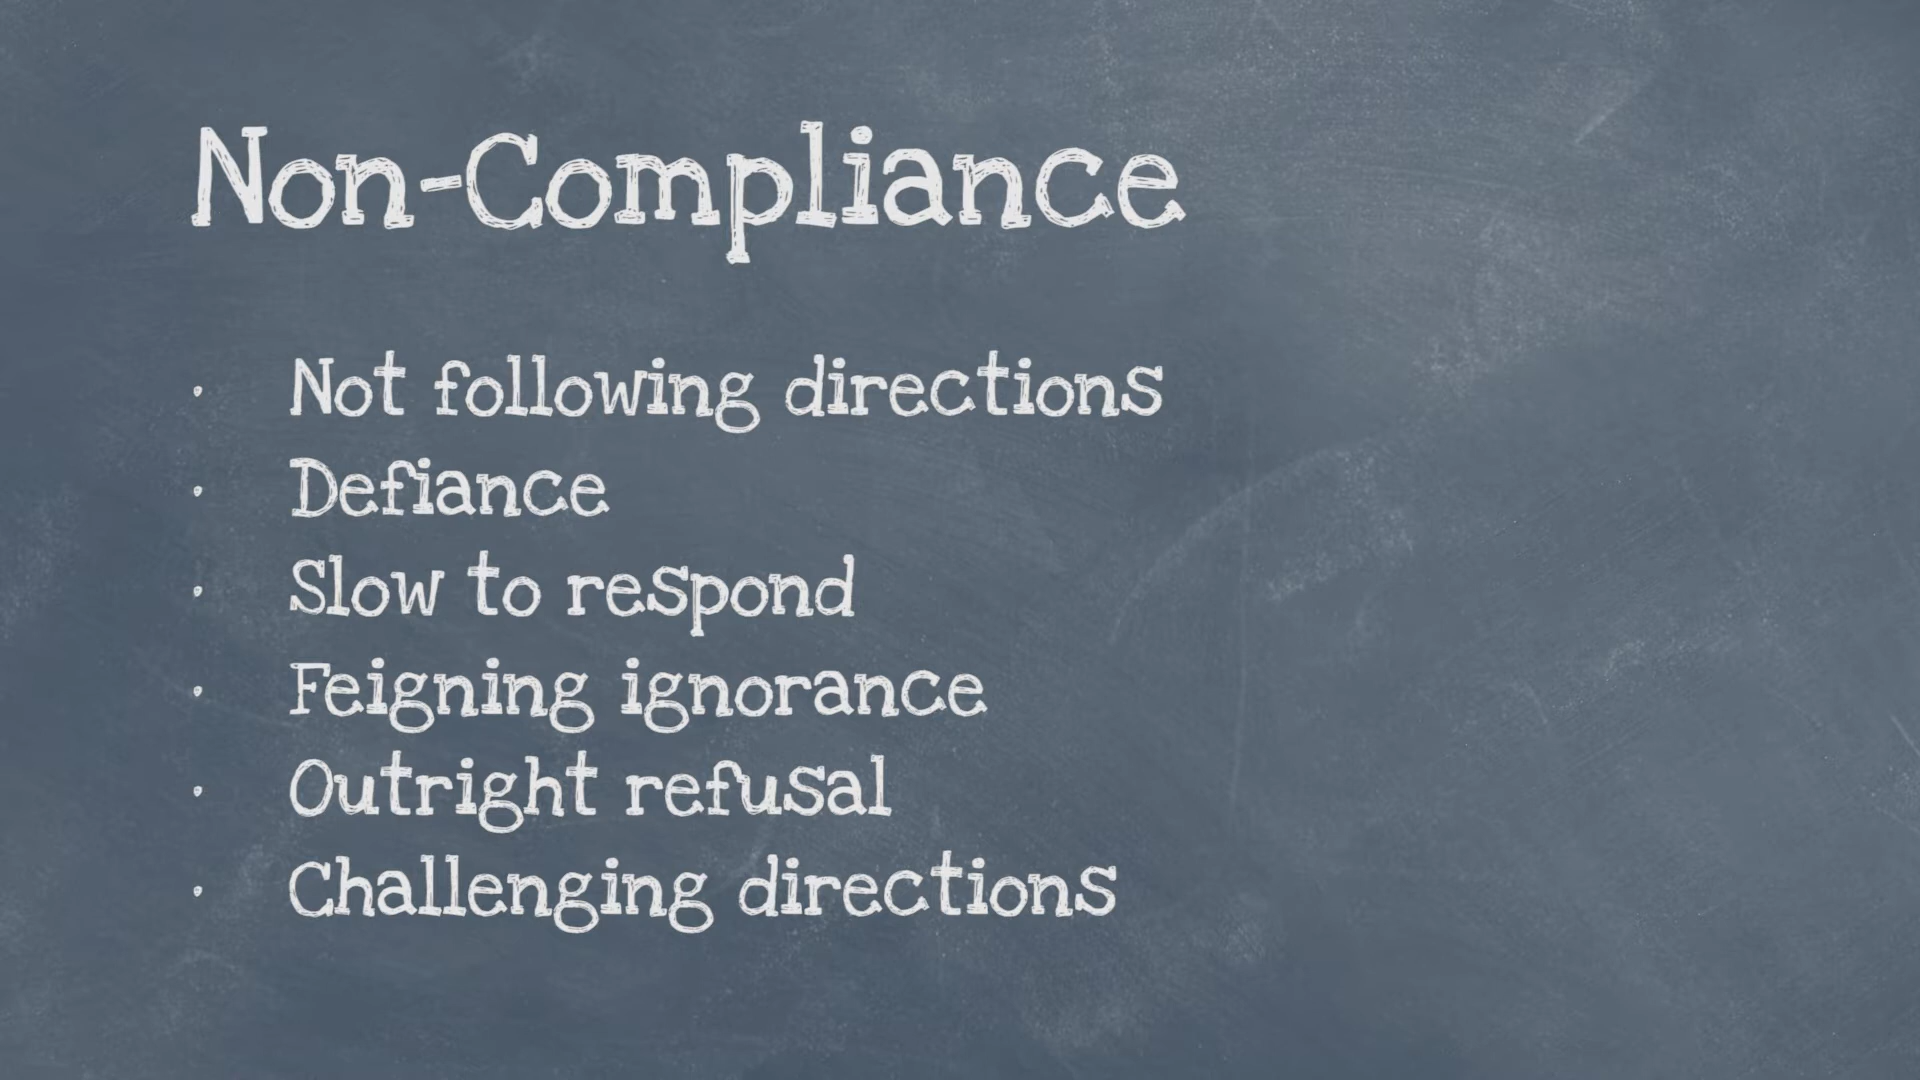 Non-Compliance
• Not following directions
• Defiance
• Slow to respond
• Feigning ignorance
• Outright refusal
• Challenging directions